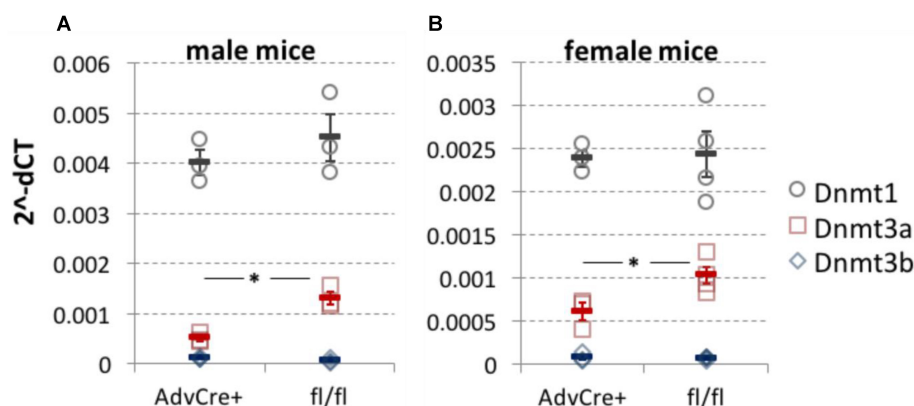 A
B
male mice
female mice
2^-dCT
0.006
0.005
0.004
0.003
0.002
0.001
0
*
AdvCre+
fl/fl
0.0035
0.003
0.0025
0.002
0.0015
0.001
0.0005
0
*
AdvCre+
fl/fl
Dnmt1
Dnmt3a
Dnmt3b